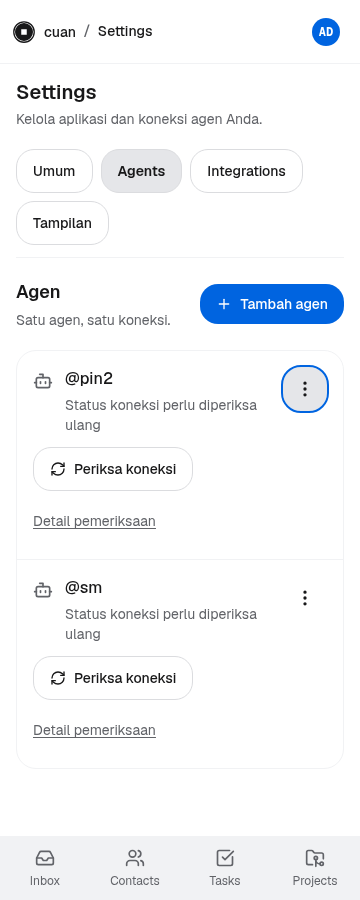 cuan / Settings
AD
Settings
Kelola aplikasi dan koneksi agen Anda.
Umum
Agents
Integrations
Tampilan
Agen
Satu agen, satu koneksi.
Tambah agen
@pin2
Status koneksi perlu diperiksa
ulang
Periksa koneksi
Detail pemeriksaan
@sm
Status koneksi perlu diperiksa
ulang
Periksa koneksi
Detail pemeriksaan
Inbox
Contacts
Tasks
Projects